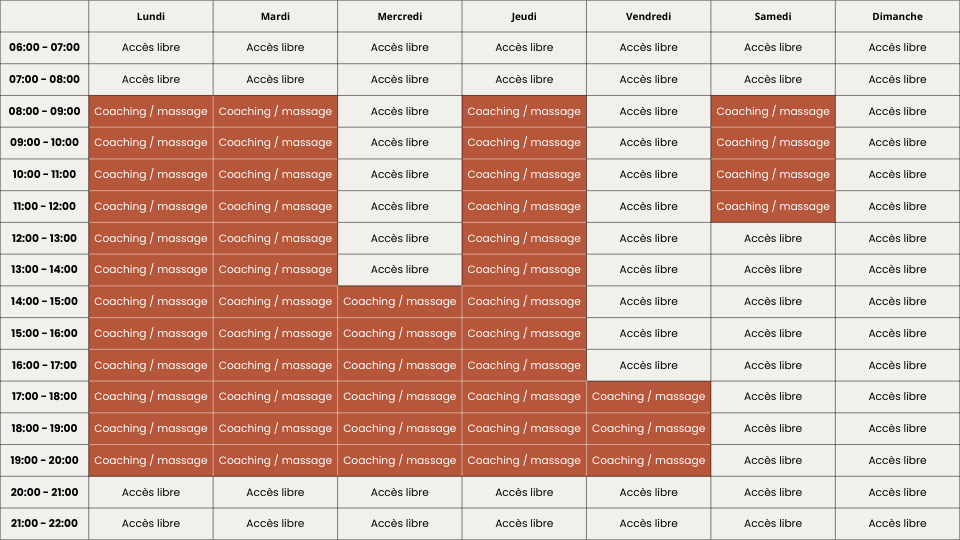 Lundi Mardi Mercredi Jeudi Vendredi Samedi Dimanche
06:00 - 07:00 Accès libre Accès libre Accès libre Accès libre Accès libre Accès libre Accès libre
07:00 - 08:00 Accès libre Accès libre Accès libre Accès libre Accès libre Accès libre Accès libre
08:00 - 09:00 Coaching / massage Coaching / massage Accès libre Coaching / massage Accès libre Coaching / massage Accès libre
09:00 - 10:00 Coaching / massage Coaching / massage Accès libre Coaching / massage Accès libre Coaching / massage Accès libre
10:00 - 11:00 Coaching / massage Coaching / massage Accès libre Coaching / massage Accès libre Coaching / massage Accès libre
11:00 - 12:00 Coaching / massage Coaching / massage Accès libre Coaching / massage Accès libre Coaching / massage Accès libre
12:00 - 13:00 Coaching / massage Coaching / massage Accès libre Coaching / massage Accès libre Accès libre Accès libre
13:00 - 14:00 Coaching / massage Coaching / massage Accès libre Coaching / massage Accès libre Accès libre Accès libre
14:00 - 15:00 Coaching / massage Coaching / massage Coaching / massage Coaching / massage Accès libre Accès libre Accès libre
15:00 - 16:00 Coaching / massage Coaching / massage Coaching / massage Coaching / massage Accès libre Accès libre Accès libre
16:00 - 17:00 Coaching / massage Coaching / massage Coaching / massage Coaching / massage Accès libre Accès libre Accès libre
17:00 - 18:00 Coaching / massage Coaching / massage Coaching / massage Coaching / massage Coaching / massage Accès libre Accès libre
18:00 - 19:00 Coaching / massage Coaching / massage Coaching / massage Coaching / massage Coaching / massage Accès libre Accès libre
19:00 - 20:00 Coaching / massage Coaching / massage Coaching / massage Coaching / massage Coaching / massage Accès libre Accès libre
20:00 - 21:00 Accès libre Accès libre Accès libre Accès libre Accès libre Accès libre Accès libre
21:00 - 22:00 Accès libre Accès libre Accès libre Accès libre Accès libre Accès libre Accès libre